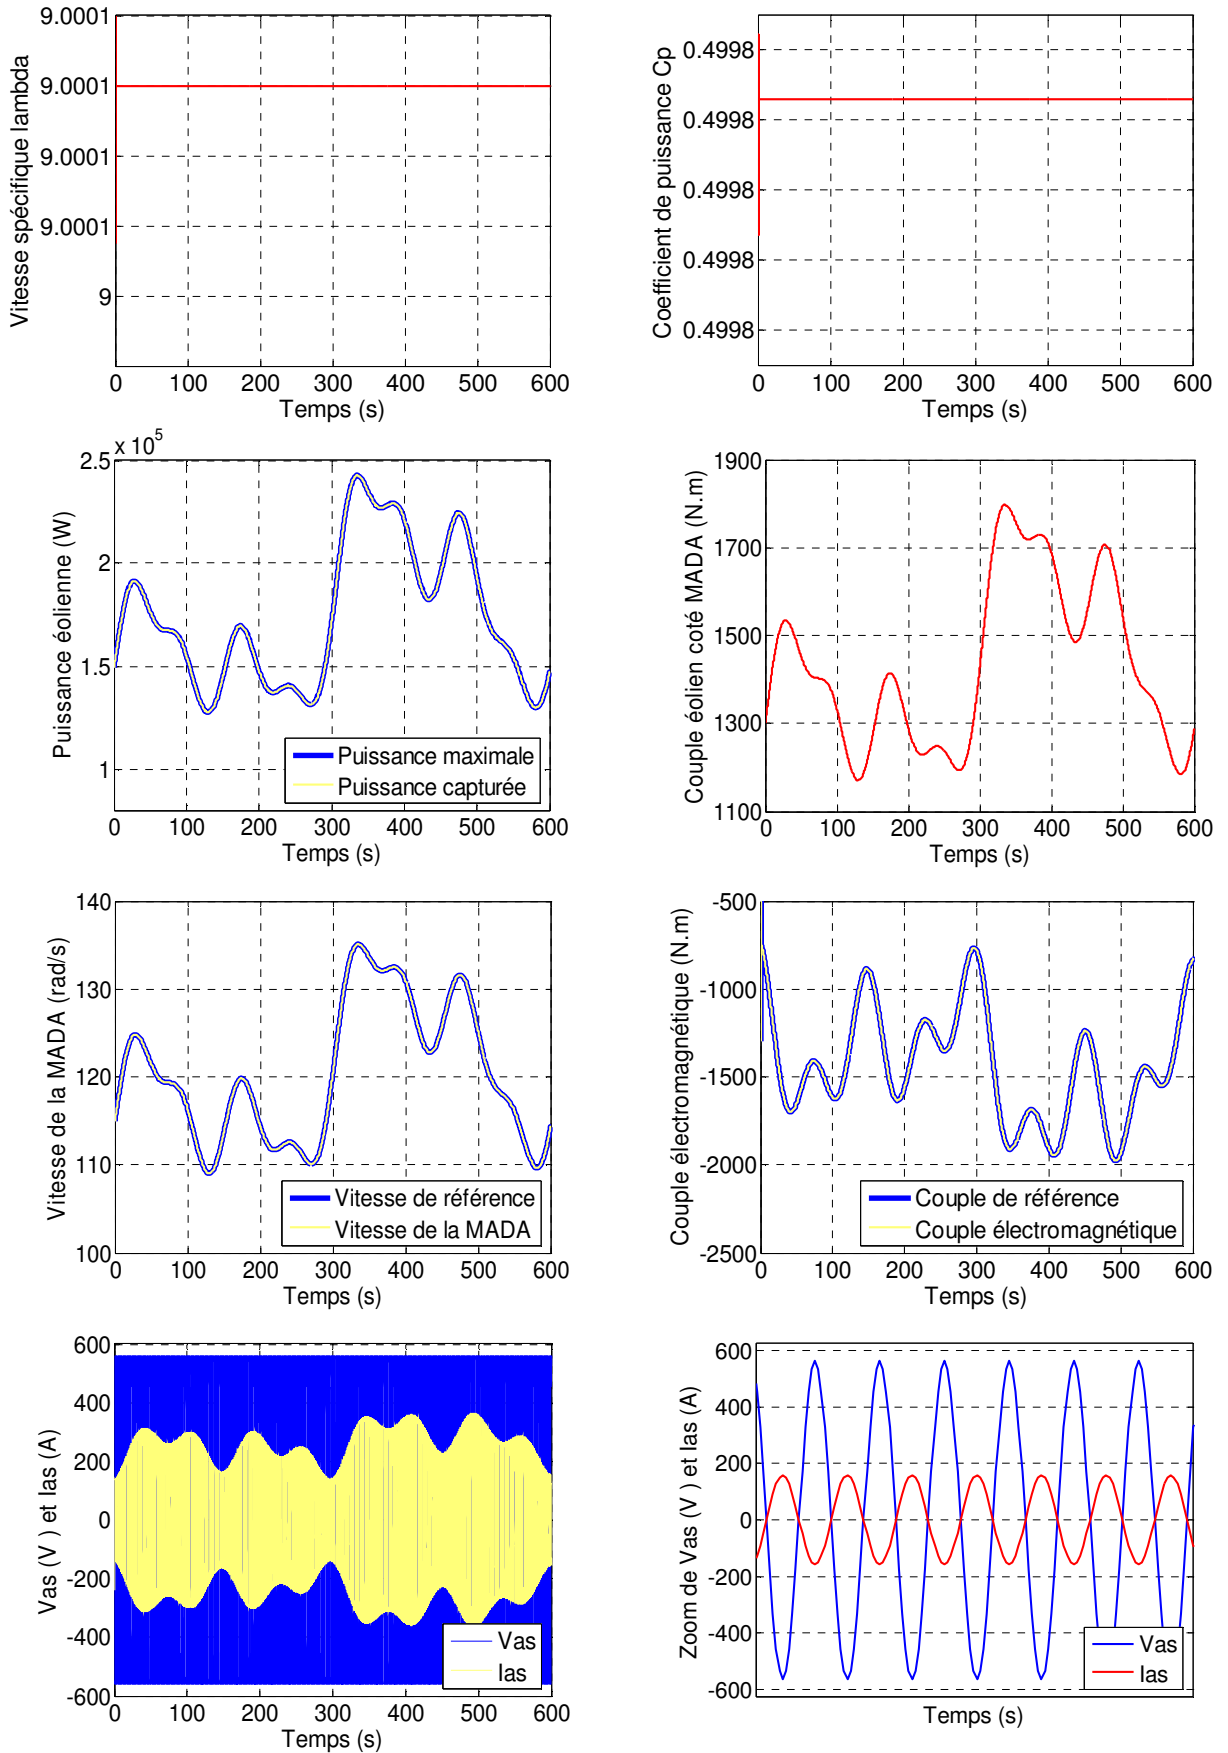 9.0001
9.0001
9.0001
9.0001
9
0 100 200 300 400 500 600
Temps (s)
Vitesse spécifique lambda
0.4998
0.4998
0.4998
0.4998
0.4998
0 100 200 300 400 500 600
Temps (s)
Coefficient de puissance Cp
x 10^5
2.5
2
1.5
1
0 100 200 300 400 500 600
Temps (s)
Puissance éolienne (W)
Puissance maximale
Puissance capturée
1900
1700
1500
1300
1100
0 100 200 300 400 500 600
Temps (s)
Couple éolien coté MADA (N.m)
140
130
120
110
100
0 100 200 300 400 500 600
Temps (s)
Vitesse de la MADA (rad/s)
Vitesse de référence
Vitesse de la MADA
-500
-1000
-1500
-2000
-2500
0 100 200 300 400 500 600
Temps (s)
Couple électromagnétique (N.m)
Couple de référence
Couple électromagnétique
600
400
200
0
-200
-400
-600
0 100 200 300 400 500 600
Temps (s)
Vas (V ) et Ias (A)
Vas
Ias
600
400
200
0
-200
-400
-600
Temps (s)
Zoom de Vas (V ) et Ias (A)
Vas
Ias